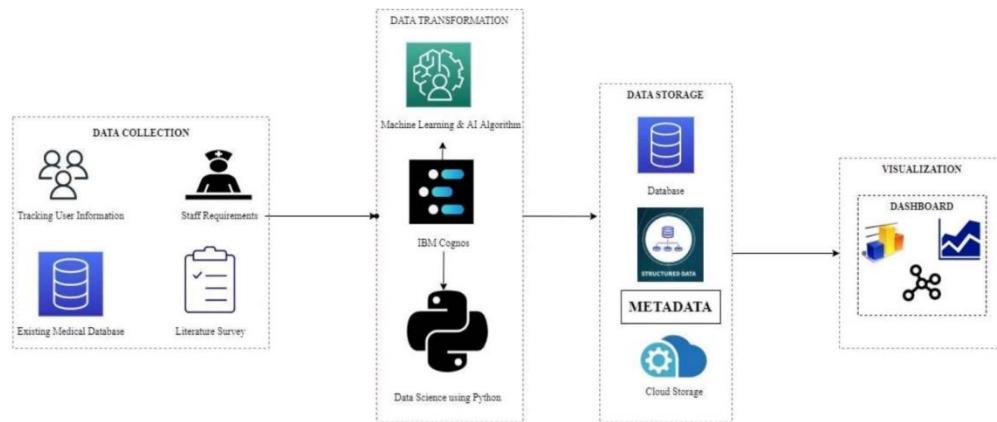 DATA COLLECTION
Tracking User Information
Staff Requirements
Existing Medical Database
Literature Survey
DATA TRANSFORMATION
Machine Learning & AI Algorithm
IBM Cognos
Data Science using Python
DATA STORAGE
Database
STRUCTURED DATA
METADATA
Cloud Storage
VISUALIZATION
DASHBOARD